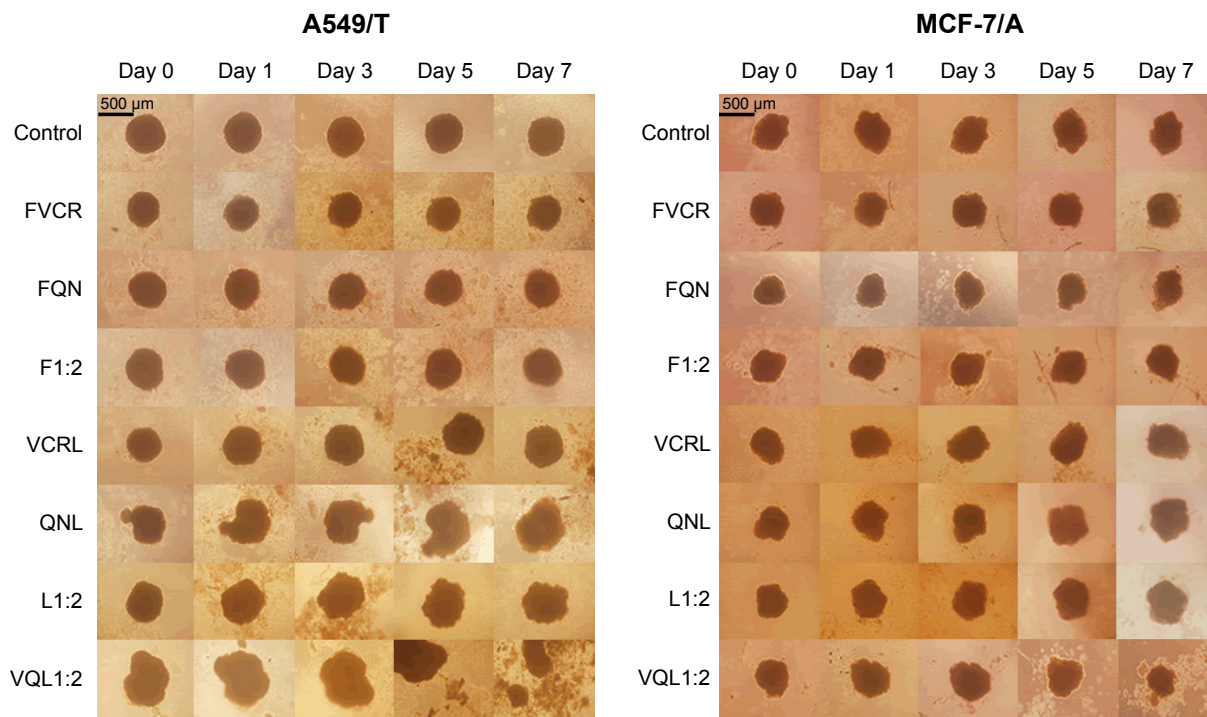 A549/T
MCF-7/A
Day 0 Day 1 Day 3 Day 5 Day 7
Day 0 Day 1 Day 3 Day 5 Day 7
500 µm
500 µm
Control
Control
FVCR
FVCR
FQN
FQN
F1:2
F1:2
VCRL
VCRL
QNL
QNL
L1:2
L1:2
VQL1:2
VQL1:2